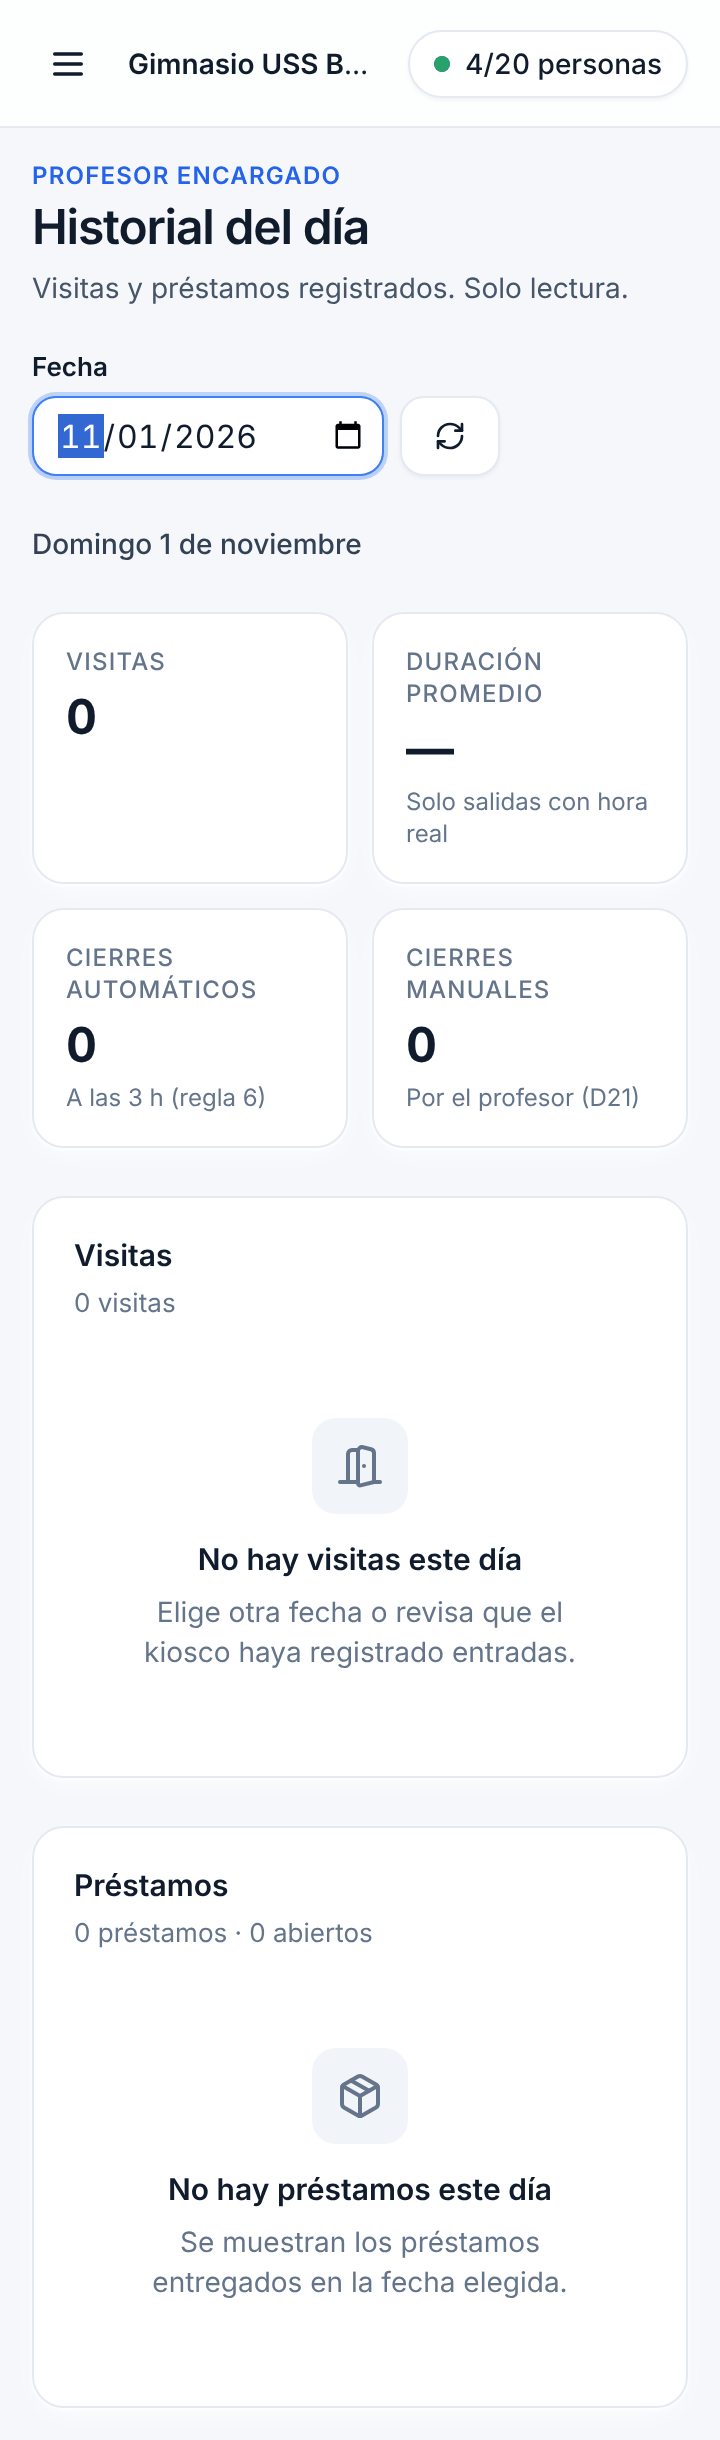 Gimnasio USS B...
4/20 personas
PROFESOR ENCARGADO
Historial del día
Visitas y préstamos registrados. Solo lectura.
Fecha
11/01/2026
Domingo 1 de noviembre
VISITAS
0
DURACIÓN
PROMEDIO
—
Solo salidas con hora
real
CIERRES
AUTOMÁTICOS
0
A las 3 h (regla 6)
CIERRES
MANUALES
0
Por el profesor (D21)
Visitas
0 visitas
No hay visitas este día
Elige otra fecha o revisa que el
kiosco haya registrado entradas.
Préstamos
0 préstamos · 0 abiertos
No hay préstamos este día
Se muestran los préstamos
entregados en la fecha elegida.